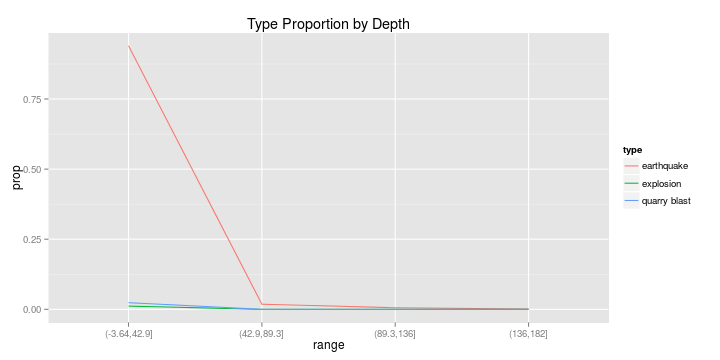 Type Proportion by Depth
prop
0.75
0.50
0.25
0.00
(-3.64,42.9]
(42.9,89.3]
(89.3,136]
(136,182]
range
type
earthquake
explosion
quarry blast